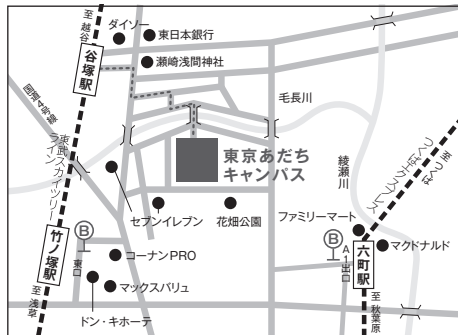 至 越谷
ダイソー
東日本銀行
谷塚駅
瀬崎浅間神社
国道4号線
毛長川
東武スカイツリー
ライン
東京あだち
キャンパス
綾瀬川
つくばエクスプレス
至 つくば
セブンイレブン
花畑公園
ファミリーマート
B
B
竹ノ塚駅
東口
コーナンPRO
A1出口
六町駅
マクドナルド
マックスバリュ
至 浅草
ドン・キホーテ
至 秋葉原